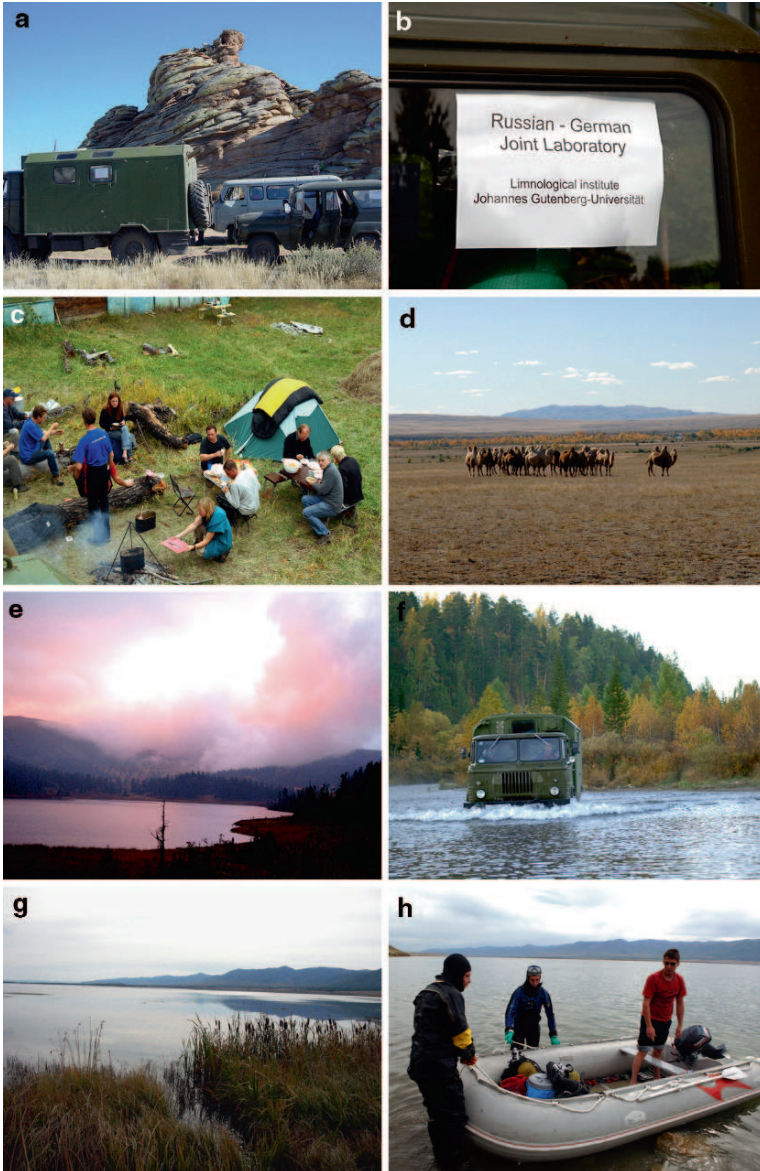 a
b
Russian - German
Joint Laboratory
Limnological institute
Johannes Gutenberg-Universität
c
d
e
f
g
h